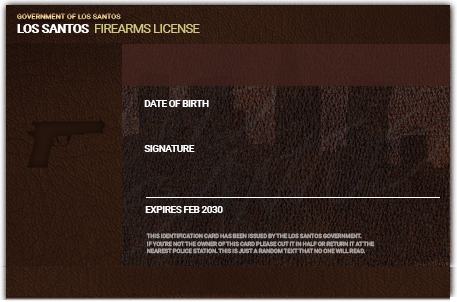 GOVERNMENT OF LOS SANTOS
LOS SANTOS FIREARMS LICENSE
DATE OF BIRTH
SIGNATURE
EXPIRES FEB 2030
THIS IDENTIFICATION CARD HAS BEEN ISSUED BY THE LOS SANTOS GOVERNMENT.
IF YOU'RE NOT THE OWNER OF THIS CARD PLEASE CUT IT IN HALF OR RETURN IT AT THE
NEAREST POLICE STATION. THIS IS JUST A RANDOM TEXT THAT NO ONE WILL READ.